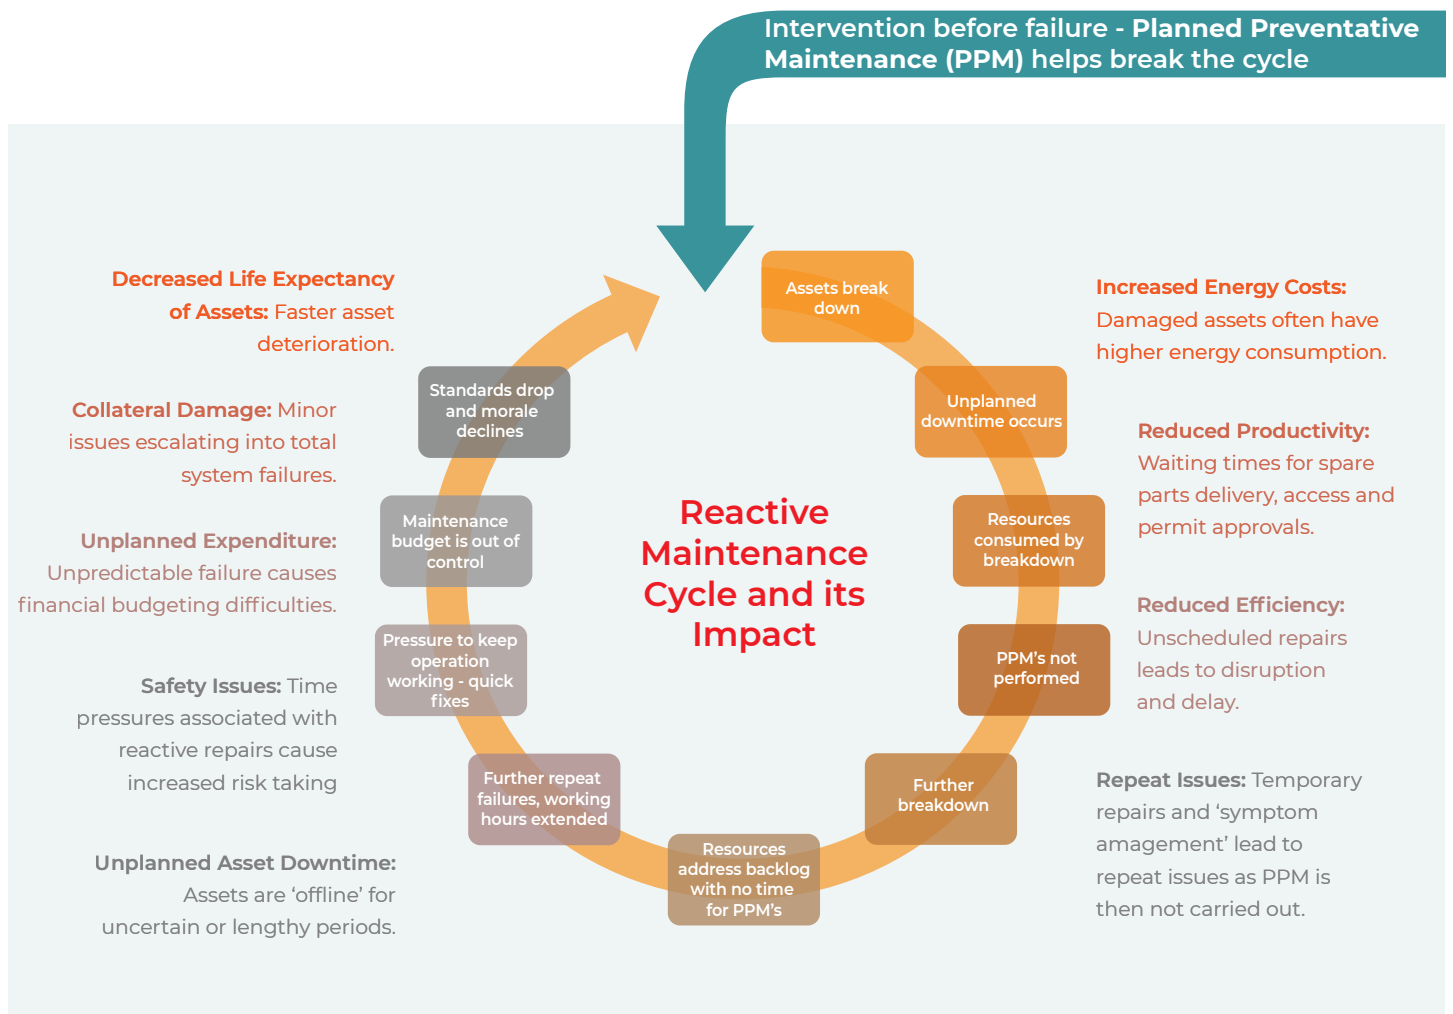 Intervention before failure - Planned Preventative
Maintenance (PPM) helps break the cycle
Decreased Life Expectancy
of Assets: Faster asset
deterioration.
Collateral Damage: Minor
issues escalating into total
system failures.
Unplanned Expenditure:
Unpredictable failure causes
financial budgeting difficulties.
Safety Issues: Time
pressures associated with
reactive repairs cause
increased risk taking
Unplanned Asset Downtime:
Assets are ‘offline’ for
uncertain or lengthy periods.
Reactive
Maintenance
Cycle and its
Impact
Assets break
down
Unplanned
downtime occurs
Resources
consumed by
breakdown
PPM’s not
performed
Further
breakdown
Resources
address backlog
with no time
for PPM’s
Further repeat
failures, working
hours extended
Pressure to keep
operation
working - quick
fixes
Maintenance
budget is out of
control
Standards drop
and morale
declines
Increased Energy Costs:
Damaged assets often have
higher energy consumption.
Reduced Productivity:
Waiting times for spare
parts delivery, access and
permit approvals.
Reduced Efficiency:
Unscheduled repairs
leads to disruption
and delay.
Repeat Issues: Temporary
repairs and ‘symptom
amagement’ lead to
repeat issues as PPM is
then not carried out.